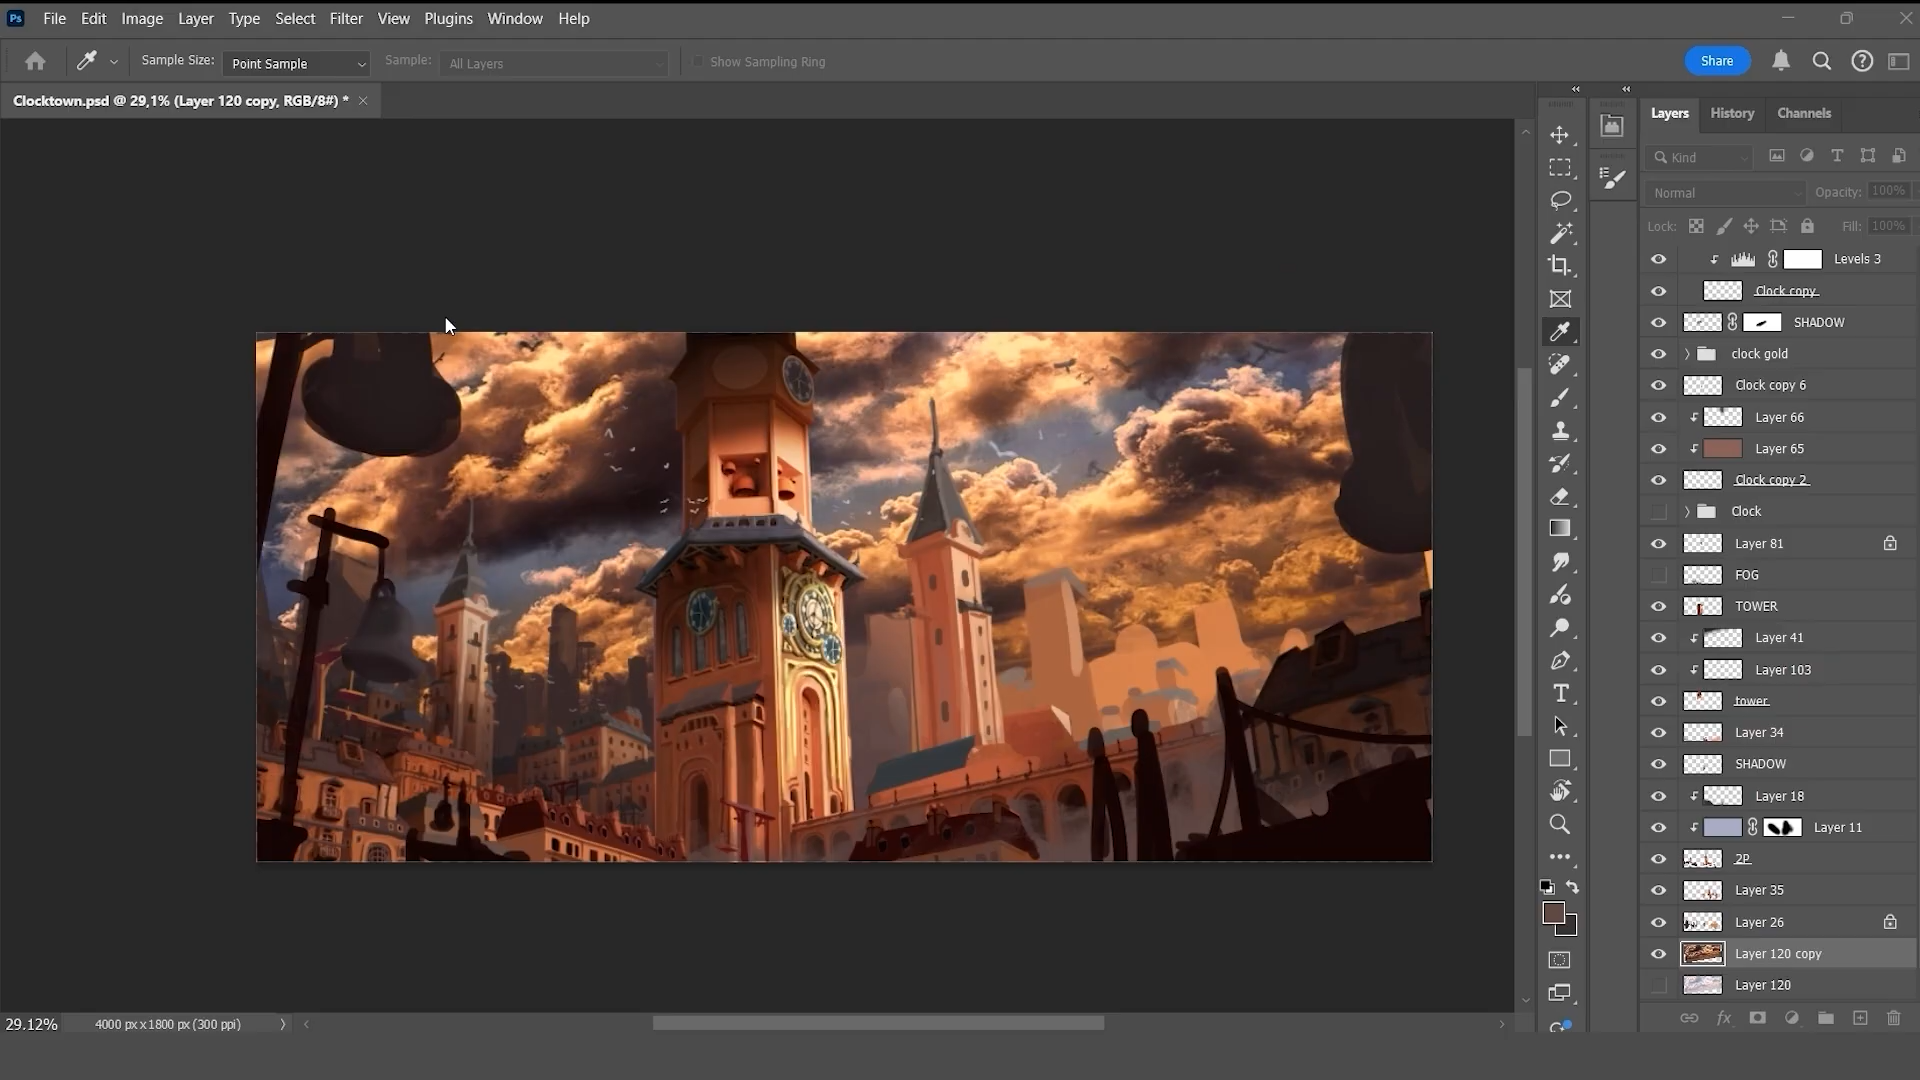 Ps File Edit Image Layer Type Select Filter View Plugins Window Help
Sample Size: Point Sample Sample: All Layers Show Sampling Ring Share
Clocktown.psd @ 29,1% (Layer 120 copy, RGB/8#) *
Layers History Channels
Kind
Normal Opacity: 100%
Lock: Fill: 100%
Levels 3
Clock copy
SHADOW
clock gold
Clock copy 6
Layer 66
Layer 65
Clock copy 2
Clock
Layer 81
FOG
TOWER
Layer 41
Layer 103
tower
Layer 34
SHADOW
Layer 18
Layer 11
2P
Layer 35
Layer 26
Layer 120 copy
Layer 120
29.12% 4000 px x 1800 px (300 ppi)